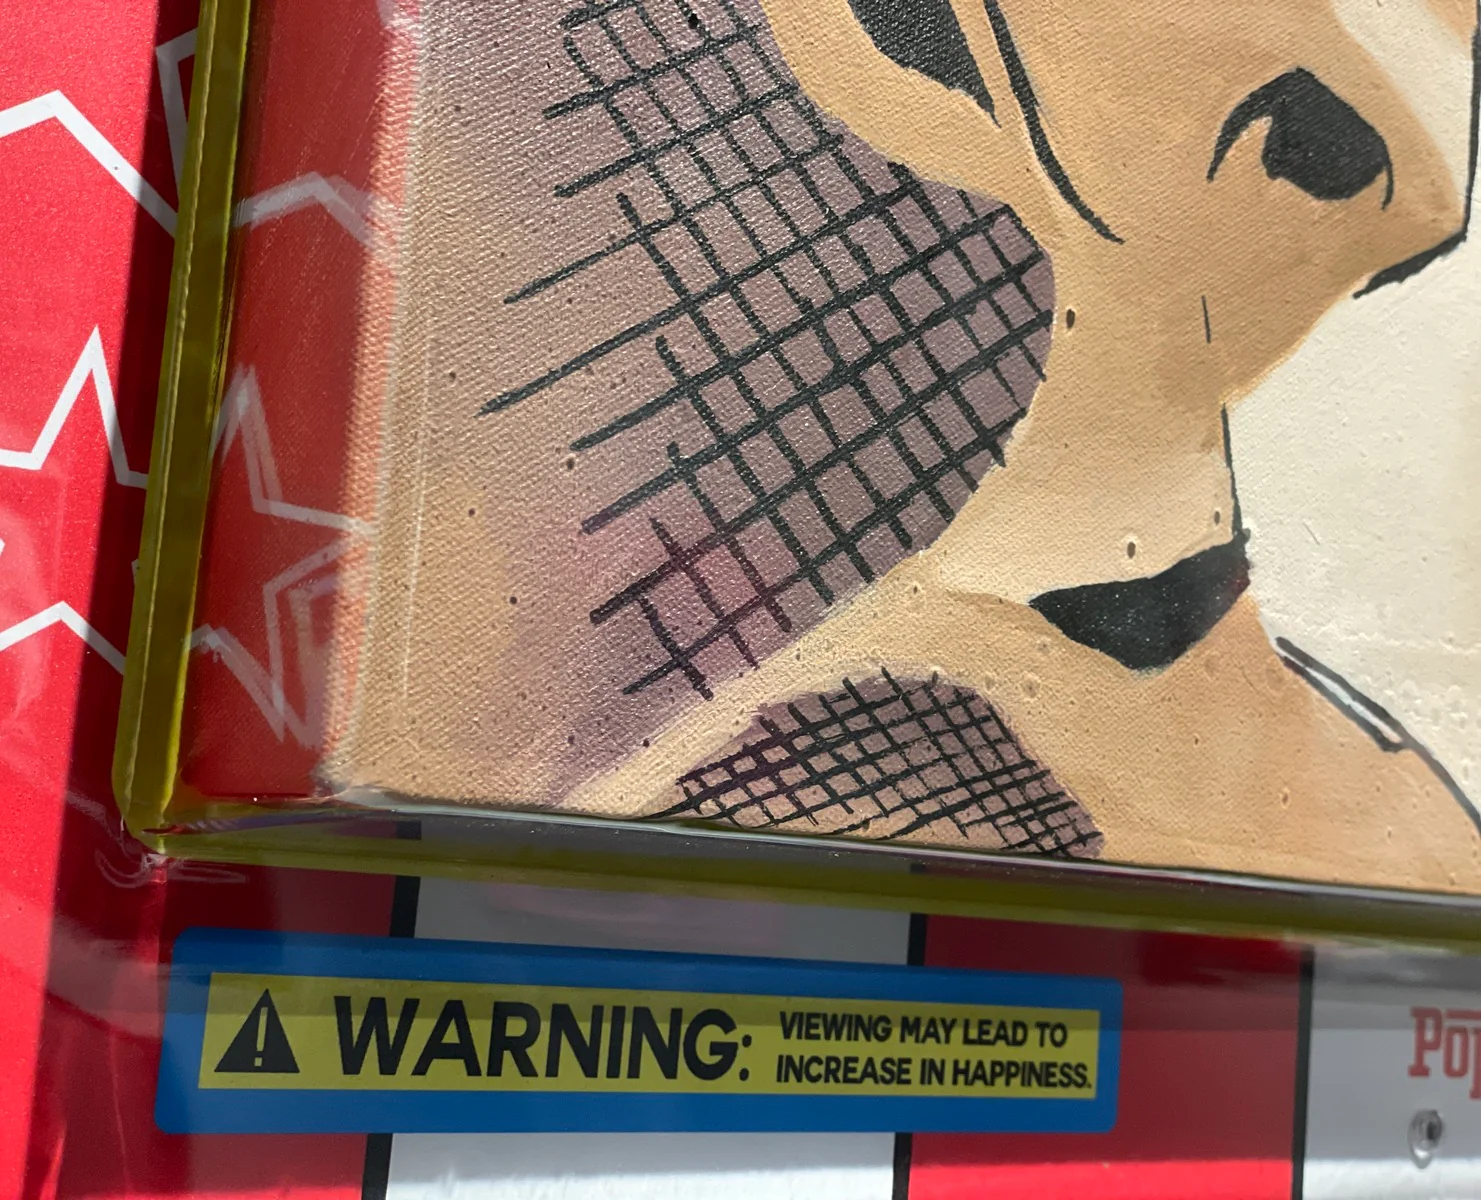 WARNING:
VIEWING MAY LEAD TO
INCREASE IN HAPPINESS.